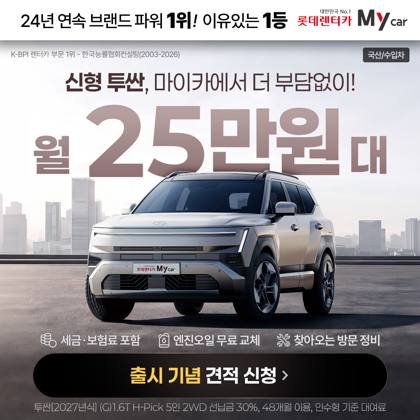 24년 연속 브랜드 파워 1위! 이유있는 1등
대한민국 No.1
롯데렌터카 My car
K-BPI 렌터카 부문 1위 - 한국능률협회컨설팅(2003-2026)
국산/수입차
신형 투싼, 마이카에서 더 부담없이!
월 25만원대
롯데렌터카 My car
세금·보험료 포함
엔진오일 무료 교체
찾아오는 방문 정비
출시 기념 견적 신청 >
투싼[2027년식] (G)1.6T H-Pick 5인 2WD 선납금 30%, 48개월 이용, 인수형 기준 대여료